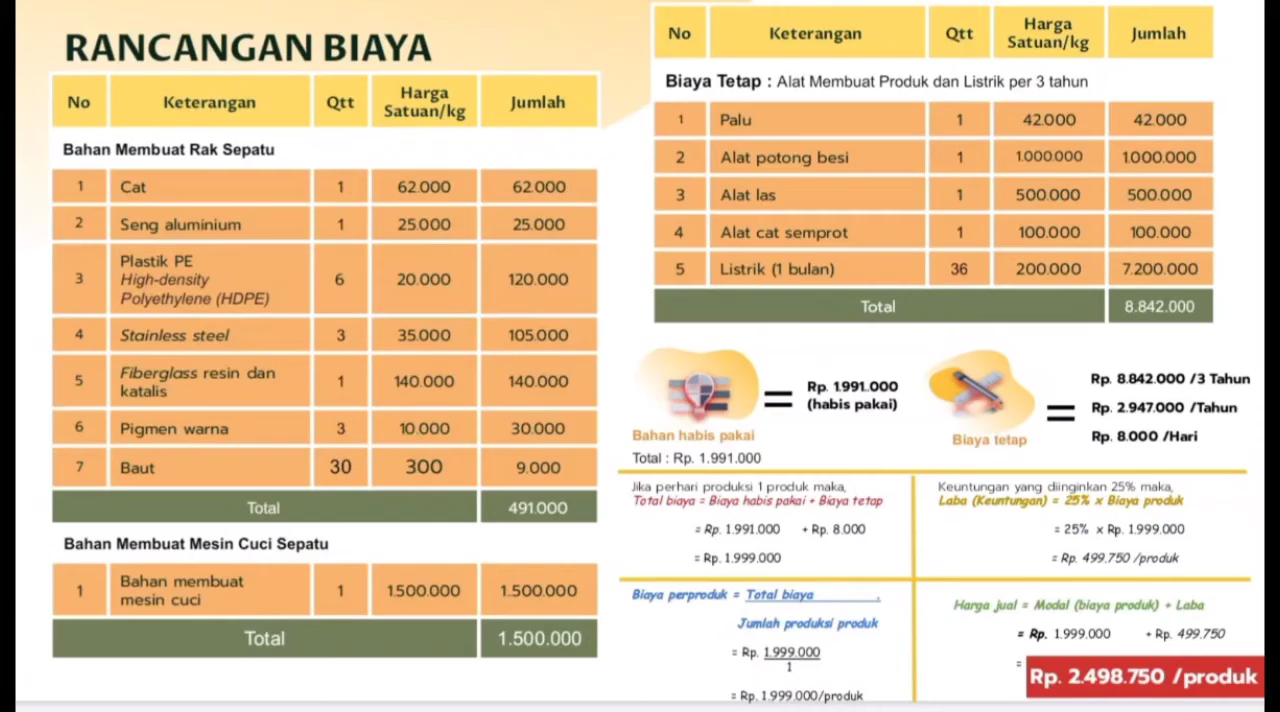 RANCANGAN BIAYA
No Keterangan Qtt Harga Satuan/kg Jumlah
Bahan Membuat Rak Sepatu
1 Cat 1 62.000 62.000
2 Seng aluminium 1 25.000 25.000
3 Plastik PE High-density Polyethylene (HDPE) 6 20.000 120.000
4 Stainless steel 3 35.000 105.000
5 Fiberglass resin dan katalis 1 140.000 140.000
6 Pigmen warna 3 10.000 30.000
7 Baut 30 300 9.000
Total 491.000
Bahan Membuat Mesin Cuci Sepatu
1 Bahan membuat mesin cuci 1 1.500.000 1.500.000
Total 1.500.000
No Keterangan Qtt Harga Satuan/kg Jumlah
Biaya Tetap : Alat Membuat Produk dan Listrik per 3 tahun
1 Palu 1 42.000 42.000
2 Alat potong besi 1 1.000.000 1.000.000
3 Alat las 1 500.000 500.000
4 Alat cat semprot 1 100.000 100.000
5 Listrik (1 bulan) 36 200.000 7.200.000
Total 8.842.000
Bahan habis pakai
= Rp. 1.991.000
(habis pakai)
Total : Rp. 1.991.000
Biaya tetap
= Rp. 8.842.000 /3 Tahun
Rp. 2.947.000 /Tahun
Rp. 8.000 /Hari
Jika perhari produksi 1 produk maka,
Total biaya = Biaya habis pakai + Biaya tetap
= Rp. 1.991.000 + Rp. 8.000
= Rp. 1.999.000
Keuntungan yang diinginkan 25% maka,
Laba (Keuntungan) = 25% x Biaya produk
= 25% x Rp. 1.999.000
= Rp. 499.750 /produk
Biaya perproduk = Total biaya .
Jumlah produksi produk
= Rp. 1.999.000
1
= Rp. 1.999.000/produk
Harga jual = Modal (biaya produk) + Laba
= Rp. 1.999.000 + Rp. 499.750
= Rp. 2.498.750 /produk